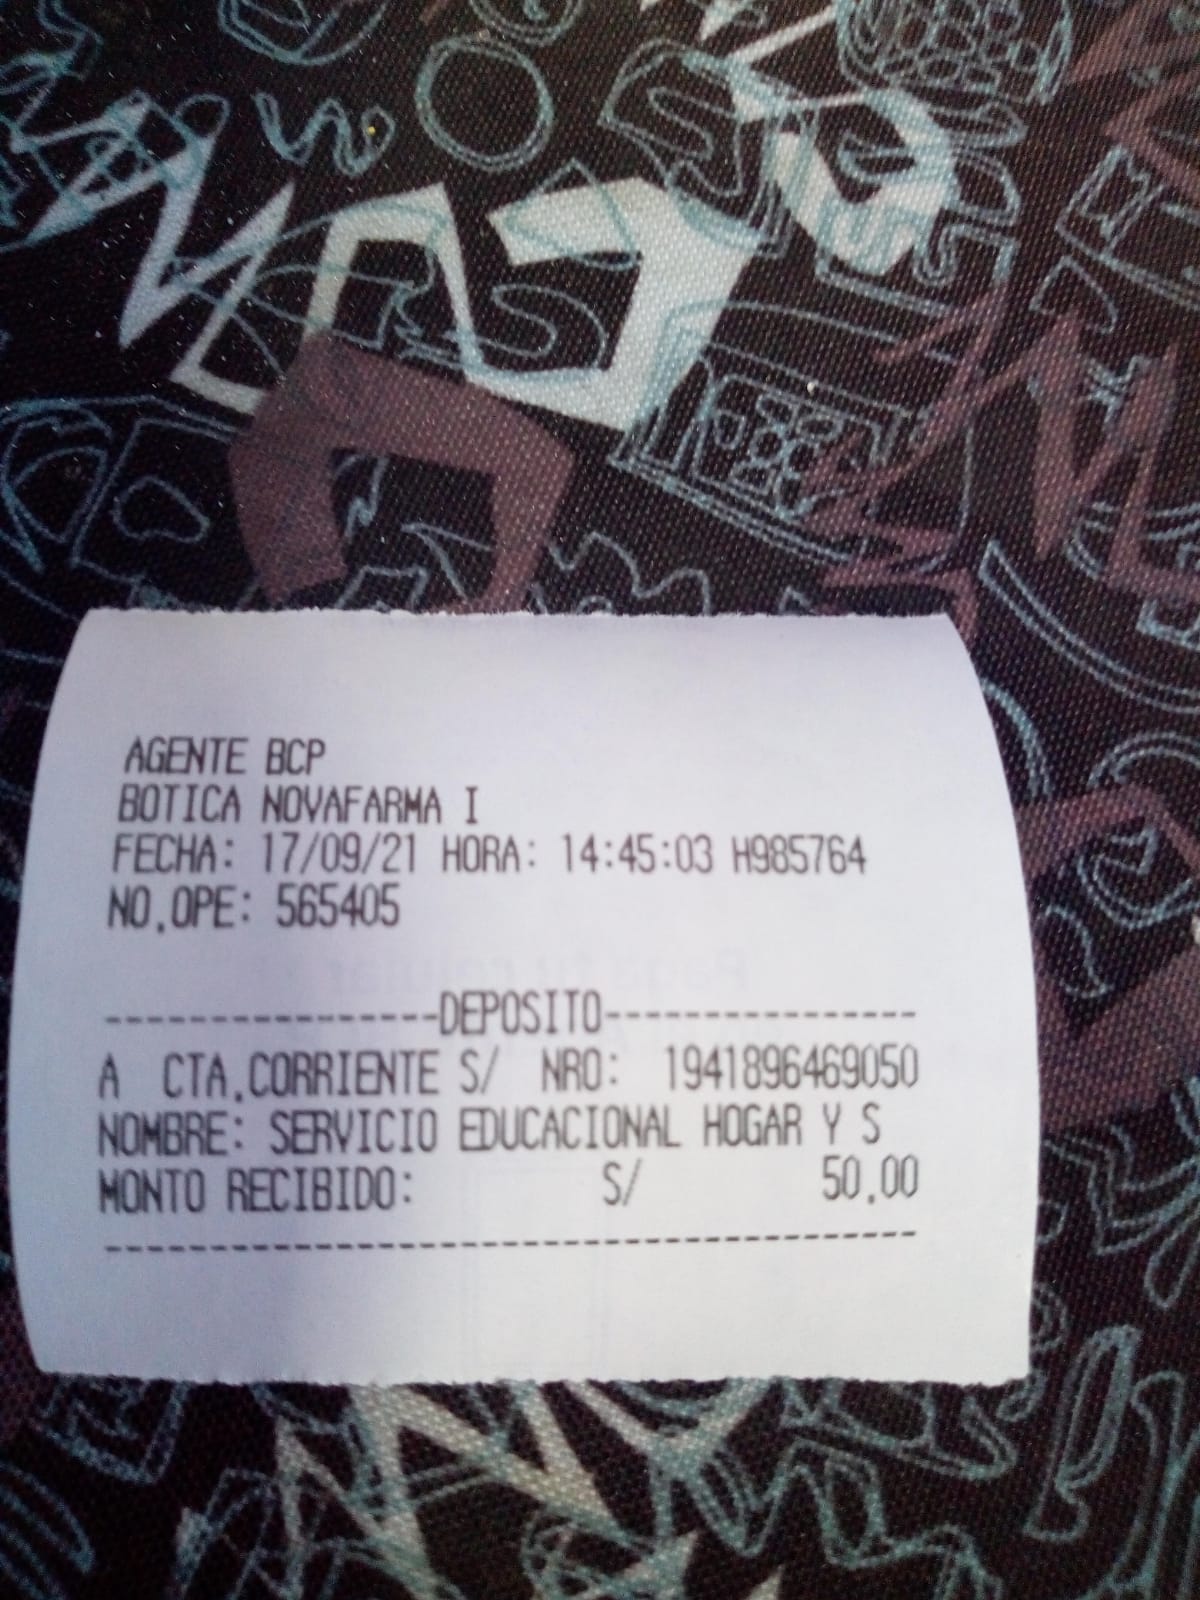 AGENTE BCP
BOTICA NOVAFARMA I
FECHA: 17/09/21 HORA: 14:45:03 H985764
NO.OPE: 565405
----------------DEPOSITO----------------
A CTA.CORRIENTE S/ NRO: 1941896469050
NOMBRE: SERVICIO EDUCACIONAL HOGAR Y S
MONTO RECIBIDO: S/ 50.00
----------------------------------------